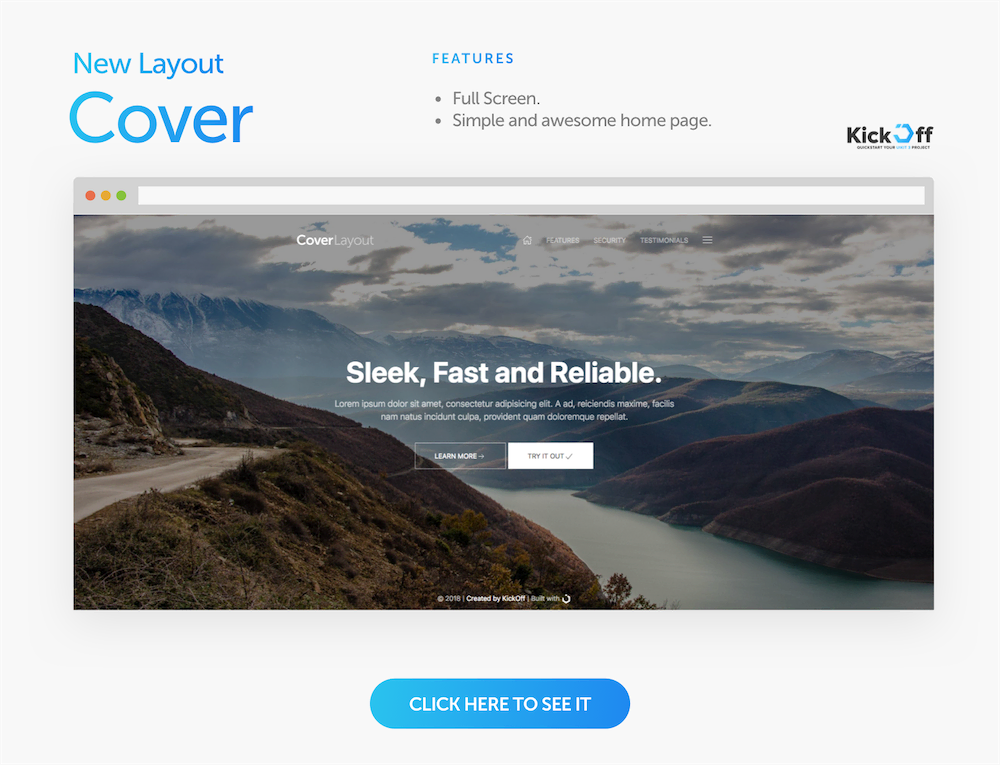 New Layout
Cover
FEATURES
• Full Screen.
• Simple and awesome home page.
KickOff
QUICKSTART YOUR UNIT 3 PROJECT
CoverLayout
FEATURES SECURITY TESTIMONIALS
Sleek, Fast and Reliable.
Lorem ipsum dolor sit amet, consectetur adipisicing elit. A ad, reiciendis maxime, facilis
nam natus incidunt culpa, provident quam doloremque repellat.
LEARN MORE →
TRY IT OUT ✓
© 2018 | Created by KickOff | Built with
CLICK HERE TO SEE IT